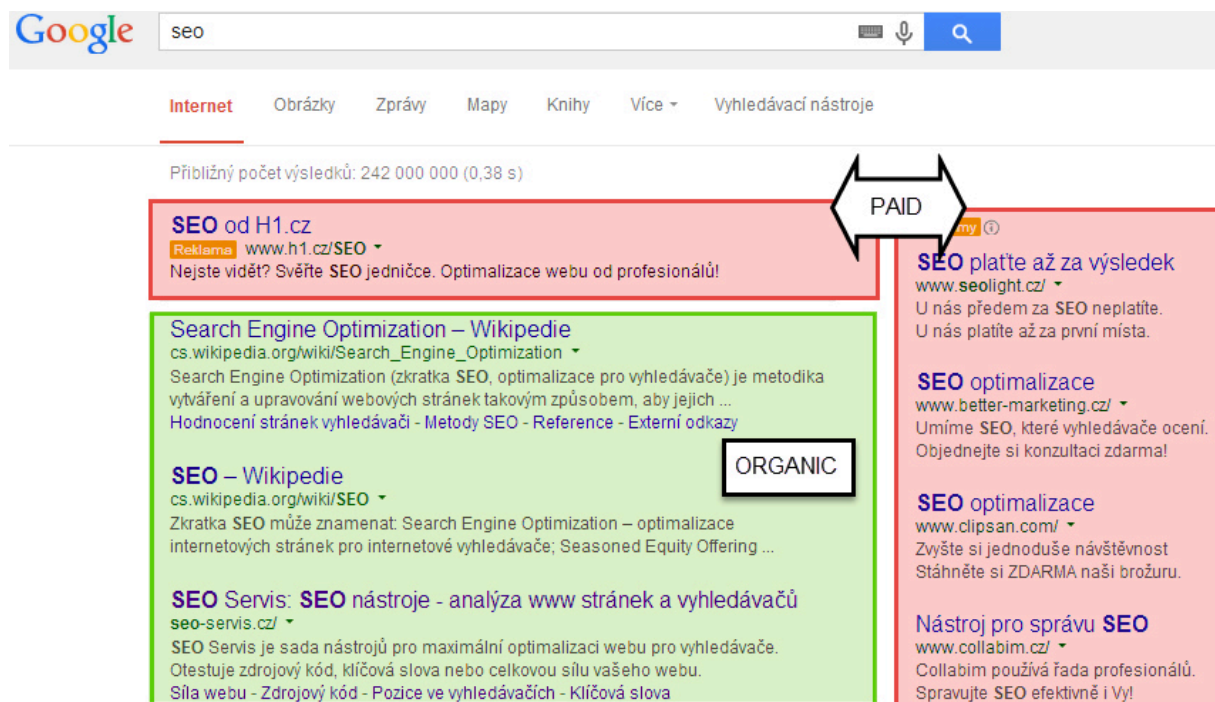 Google
seo
Internet Obrázky Zprávy Mapy Knihy Více Vyhledávací nástroje
Přibližný počet výsledků: 242 000 000 (0,38 s)
PAID
SEO od H1.cz
Reklama www.h1.cz/SEO
Nejste vidět? Svěřte SEO jedničce. Optimalizace webu od profesionálů!
Search Engine Optimization – Wikipedie
cs.wikipedia.org/wiki/Search_Engine_Optimization
Search Engine Optimization (zkratka SEO, optimalizace pro vyhledávače) je metodika
vytváření a upravování webových stránek takovým způsobem, aby jejich ...
Hodnocení stránek vyhledávači - Metody SEO - Reference - Externí odkazy
ORGANIC
SEO – Wikipedie
cs.wikipedia.org/wiki/SEO
Zkratka SEO může znamenat: Search Engine Optimization – optimalizace
internetových stránek pro internetové vyhledávače; Seasoned Equity Offering ...
SEO Servis: SEO nástroje - analýza www stránek a vyhledávačů
seo-servis.cz/
SEO Servis je sada nástrojů pro maximální optimalizaci webu pro vyhledávače.
Otestuje zdrojový kód, klíčová slova nebo celkovou sílu vašeho webu.
Síla webu - Zdrojový kód - Pozice ve vyhledávačích - Klíčová slova
SEO plaťte až za výsledek
www.seolight.cz/
U nás předem za SEO neplatíte.
U nás platíte až za první místa.
SEO optimalizace
www.better-marketing.cz/
Umíme SEO, které vyhledávače ocení.
Objednejte si konzultaci zdarma!
SEO optimalizace
www.clipsan.com/
Zvyšte si jednoduše návštěvnost
Stáhněte si ZDARMA naši brožuru.
Nástroj pro správu SEO
www.collabim.cz/
Collabim používá řada profesionálů.
Spravujte SEO efektivně i Vy!